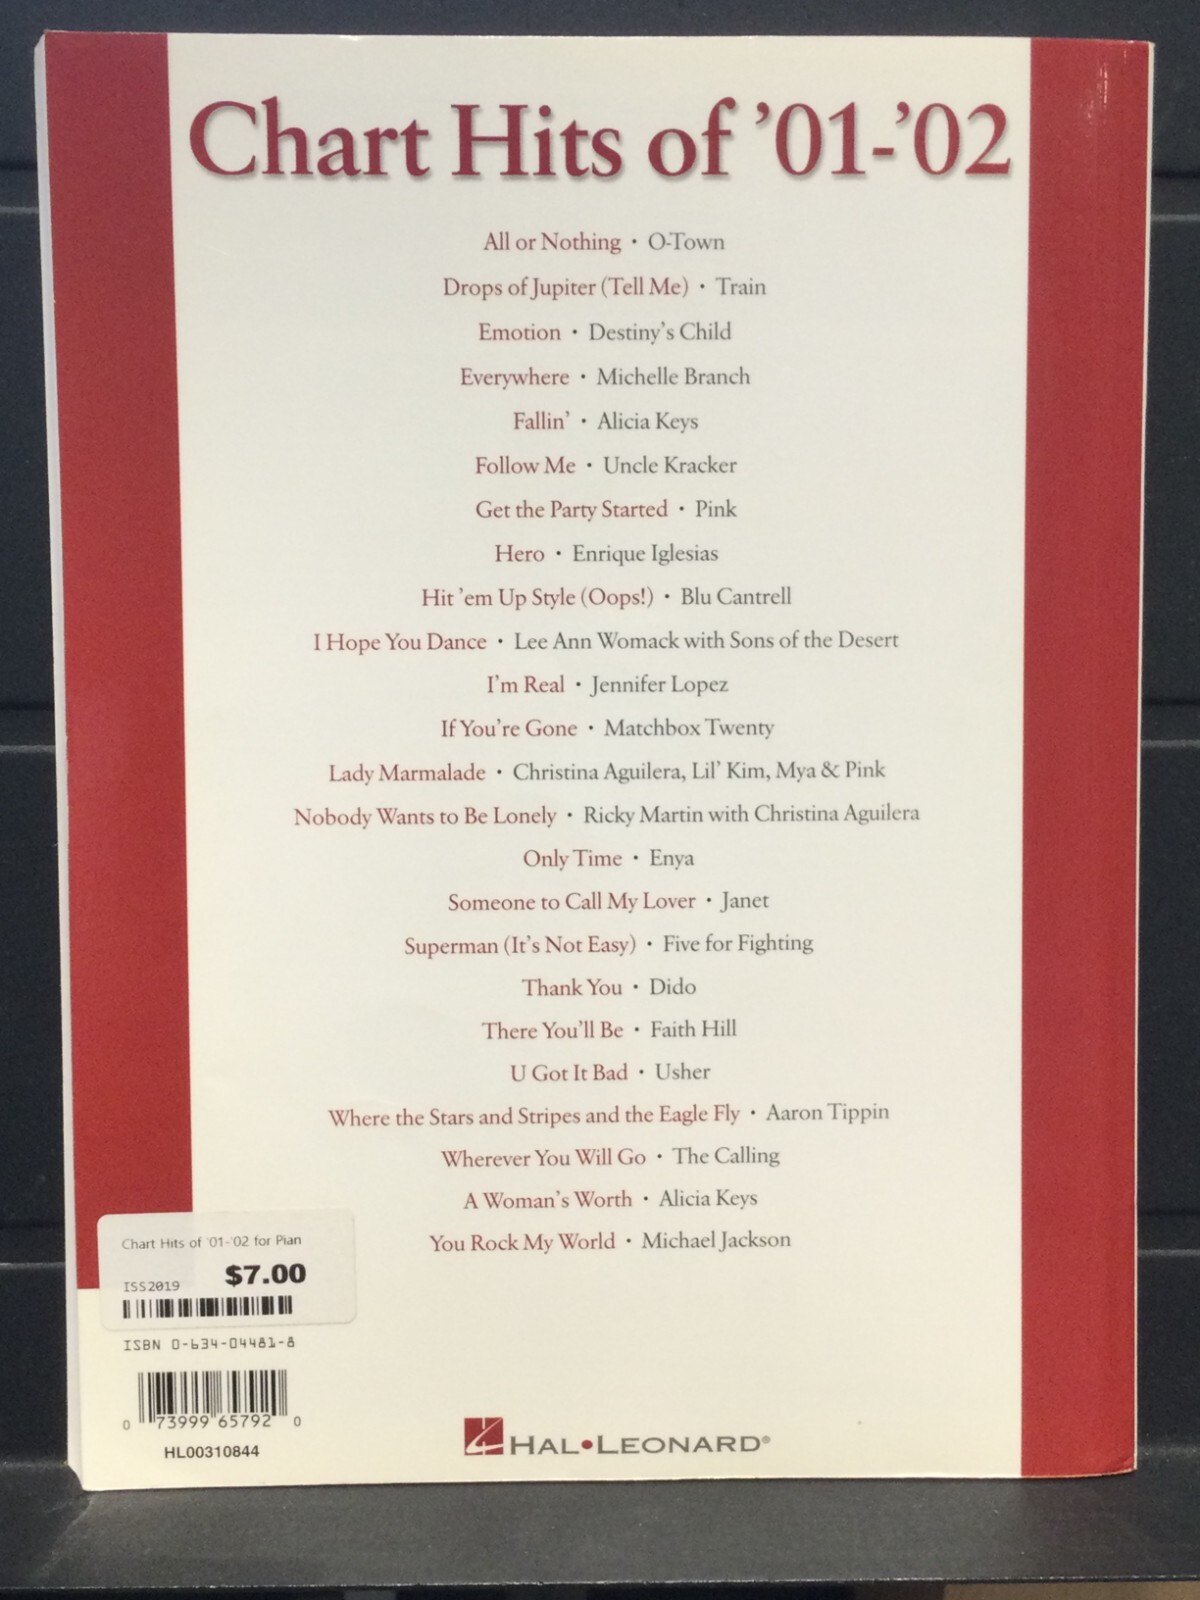 Chart Hits of ’01-’02
All or Nothing • O-Town
Drops of Jupiter (Tell Me) • Train
Emotion • Destiny’s Child
Everywhere • Michelle Branch
Fallin’ • Alicia Keys
Follow Me • Uncle Kracker
Get the Party Started • Pink
Hero • Enrique Iglesias
Hit ’em Up Style (Oops!) • Blu Cantrell
I Hope You Dance • Lee Ann Womack with Sons of the Desert
I’m Real • Jennifer Lopez
If You’re Gone • Matchbox Twenty
Lady Marmalade • Christina Aguilera, Lil’ Kim, Mya & Pink
Nobody Wants to Be Lonely • Ricky Martin with Christina Aguilera
Only Time • Enya
Someone to Call My Lover • Janet
Superman (It’s Not Easy) • Five for Fighting
Thank You • Dido
There You’ll Be • Faith Hill
U Got It Bad • Usher
Where the Stars and Stripes and the Eagle Fly • Aaron Tippin
Wherever You Will Go • The Calling
A Woman’s Worth • Alicia Keys
You Rock My World • Michael Jackson
Chart Hits of '01-'02 for Pian
ISS2019 $7.00
ISBN 0-634-04481-8
0 73999 65792 0
HL00310844
HAL•LEONARD®